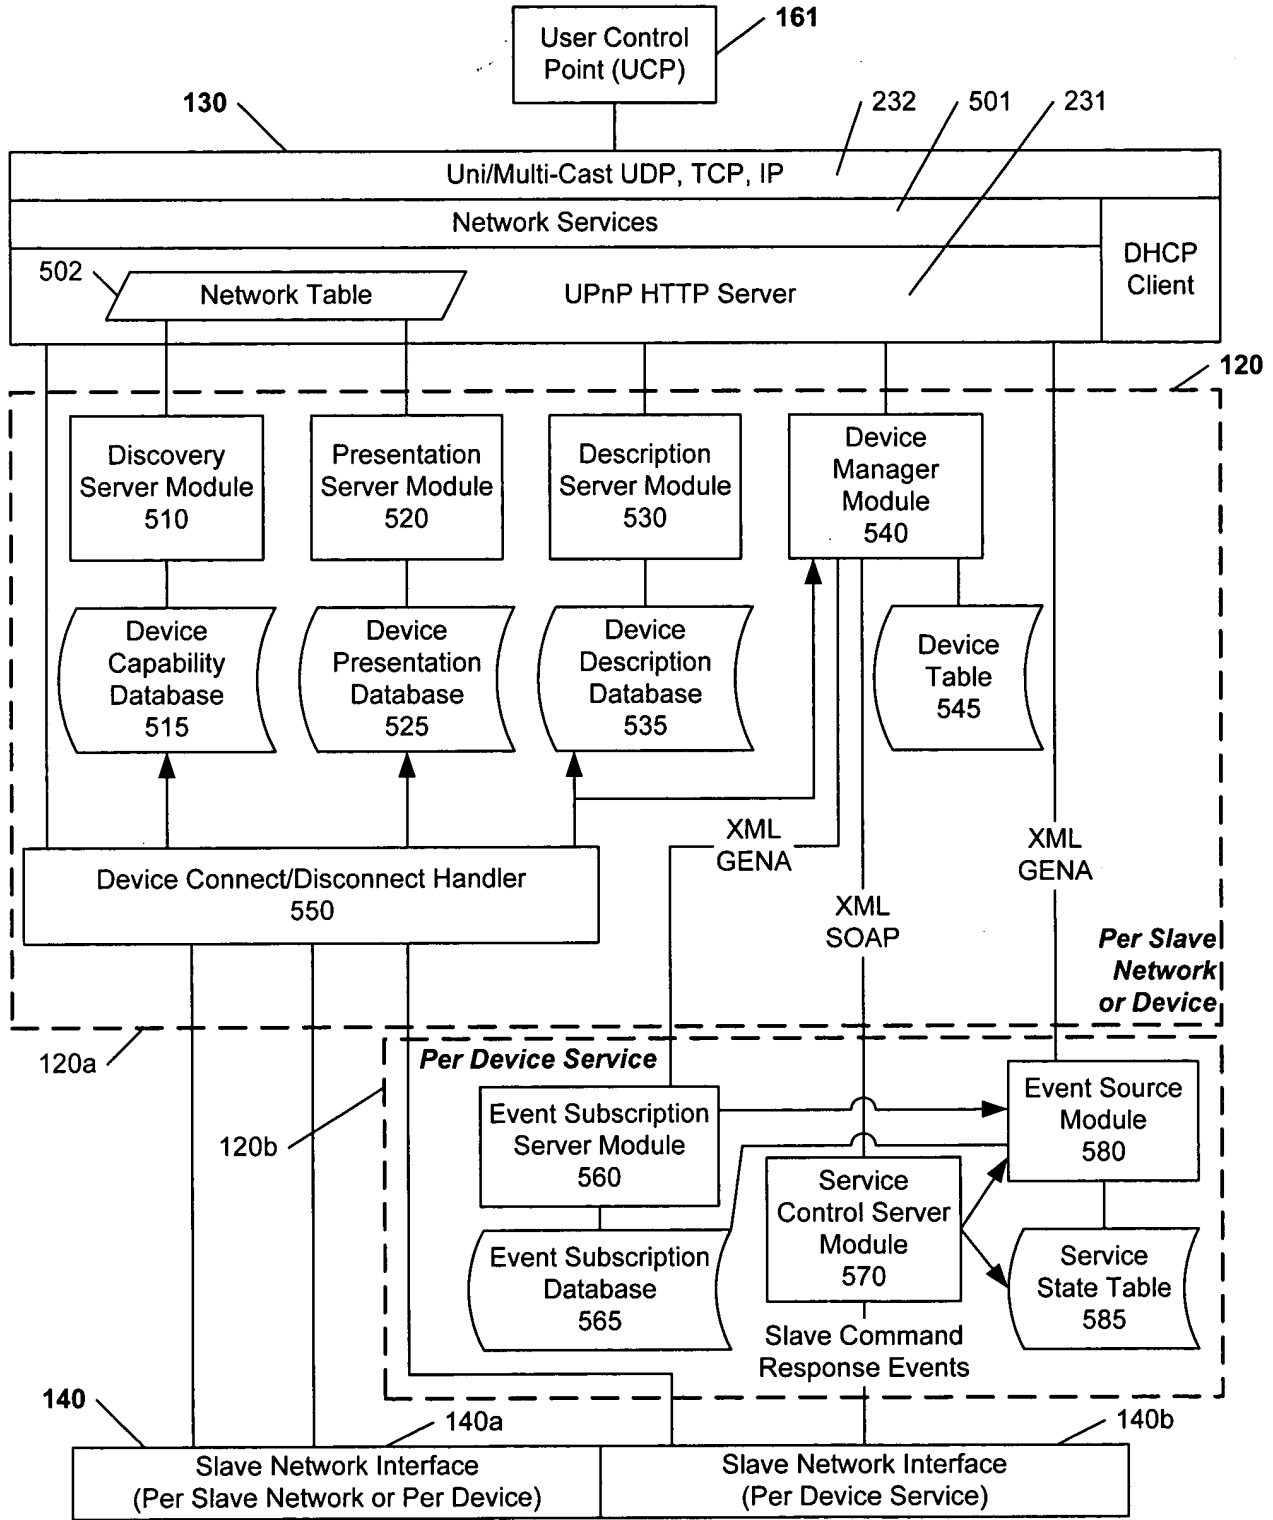 161
User Control
Point (UCP)
130
232
501
231
Uni/Multi-Cast UDP, TCP, IP
Network Services
DHCP
Client
502
Network Table
UPnP HTTP Server
120
Discovery
Server Module
510
Presentation
Server Module
520
Description
Server Module
530
Device
Manager
Module
540
Device
Capability
Database
515
Device
Presentation
Database
525
Device
Description
Database
535
Device
Table
545
XML
GENA
XML
GENA
Device Connect/Disconnect Handler
550
XML
SOAP
Per Slave
Network
or Device
120a
Per Device Service
120b
Event Subscription
Server Module
560
Event Source
Module
580
Service
Control Server
Module
570
Event Subscription
Database
565
Service
State Table
585
Slave Command
Response Events
140
140a
140b
Slave Network Interface
(Per Slave Network or Per Device)
Slave Network Interface
(Per Device Service)